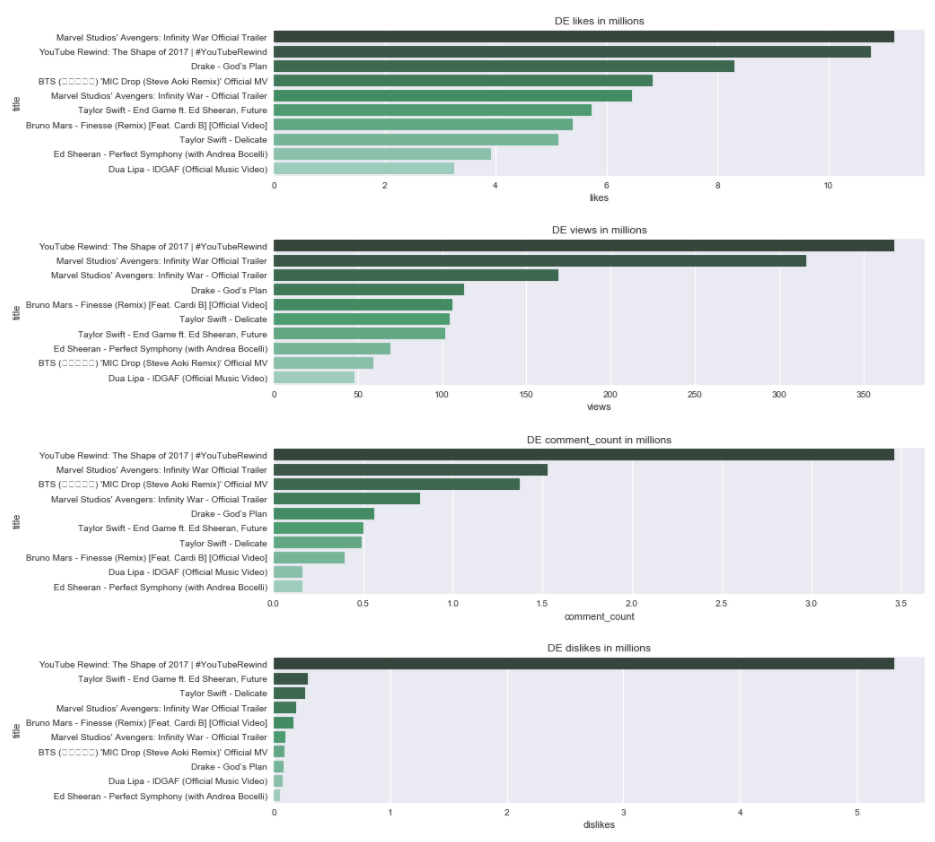 DE likes in millions
Marvel Studios' Avengers: Infinity War Official Trailer
YouTube Rewind: The Shape of 2017 | #YouTubeRewind
Drake - God's Plan
BTS (□□□□□) 'MIC Drop (Steve Aoki Remix)' Official MV
Marvel Studios' Avengers: Infinity War - Official Trailer
Taylor Swift - End Game ft. Ed Sheeran, Future
Bruno Mars - Finesse (Remix) [Feat. Cardi B] [Official Video]
Taylor Swift - Delicate
Ed Sheeran - Perfect Symphony (with Andrea Bocelli)
Dua Lipa - IDGAF (Official Music Video)
title
0 2 4 6 8 10
likes
DE views in millions
YouTube Rewind: The Shape of 2017 | #YouTubeRewind
Marvel Studios' Avengers: Infinity War Official Trailer
Marvel Studios' Avengers: Infinity War - Official Trailer
Drake - God's Plan
Bruno Mars - Finesse (Remix) [Feat. Cardi B] [Official Video]
Taylor Swift - Delicate
Taylor Swift - End Game ft. Ed Sheeran, Future
Ed Sheeran - Perfect Symphony (with Andrea Bocelli)
BTS (□□□□□) 'MIC Drop (Steve Aoki Remix)' Official MV
Dua Lipa - IDGAF (Official Music Video)
title
0 50 100 150 200 250 300 350
views
DE comment_count in millions
YouTube Rewind: The Shape of 2017 | #YouTubeRewind
Marvel Studios' Avengers: Infinity War Official Trailer
BTS (□□□□□) 'MIC Drop (Steve Aoki Remix)' Official MV
Marvel Studios' Avengers: Infinity War - Official Trailer
Drake - God's Plan
Taylor Swift - End Game ft. Ed Sheeran, Future
Taylor Swift - Delicate
Bruno Mars - Finesse (Remix) [Feat. Cardi B] [Official Video]
Dua Lipa - IDGAF (Official Music Video)
Ed Sheeran - Perfect Symphony (with Andrea Bocelli)
title
0.0 0.5 1.0 1.5 2.0 2.5 3.0 3.5
comment_count
DE dislikes in millions
YouTube Rewind: The Shape of 2017 | #YouTubeRewind
Taylor Swift - End Game ft. Ed Sheeran, Future
Taylor Swift - Delicate
Marvel Studios' Avengers: Infinity War Official Trailer
Bruno Mars - Finesse (Remix) [Feat. Cardi B] [Official Video]
Marvel Studios' Avengers: Infinity War - Official Trailer
BTS (□□□□□) 'MIC Drop (Steve Aoki Remix)' Official MV
Drake - God's Plan
Dua Lipa - IDGAF (Official Music Video)
Ed Sheeran - Perfect Symphony (with Andrea Bocelli)
title
0 1 2 3 4 5
dislikes